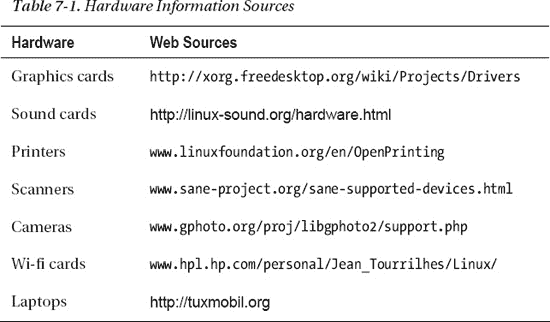 Table 7-1. Hardware Information Sources
Hardware Web Sources
Graphics cards http://xorg.freedesktop.org/wiki/Projects/Drivers
Sound cards http://linux-sound.org/hardware.html
Printers www.linuxfoundation.org/en/OpenPrinting
Scanners www.sane-project.org/sane-supported-devices.html
Cameras www.gphoto.org/proj/libgphoto2/support.php
Wi-fi cards www.hpl.hp.com/personal/Jean_Tourrilhes/Linux/
Laptops http://tuxmobil.org